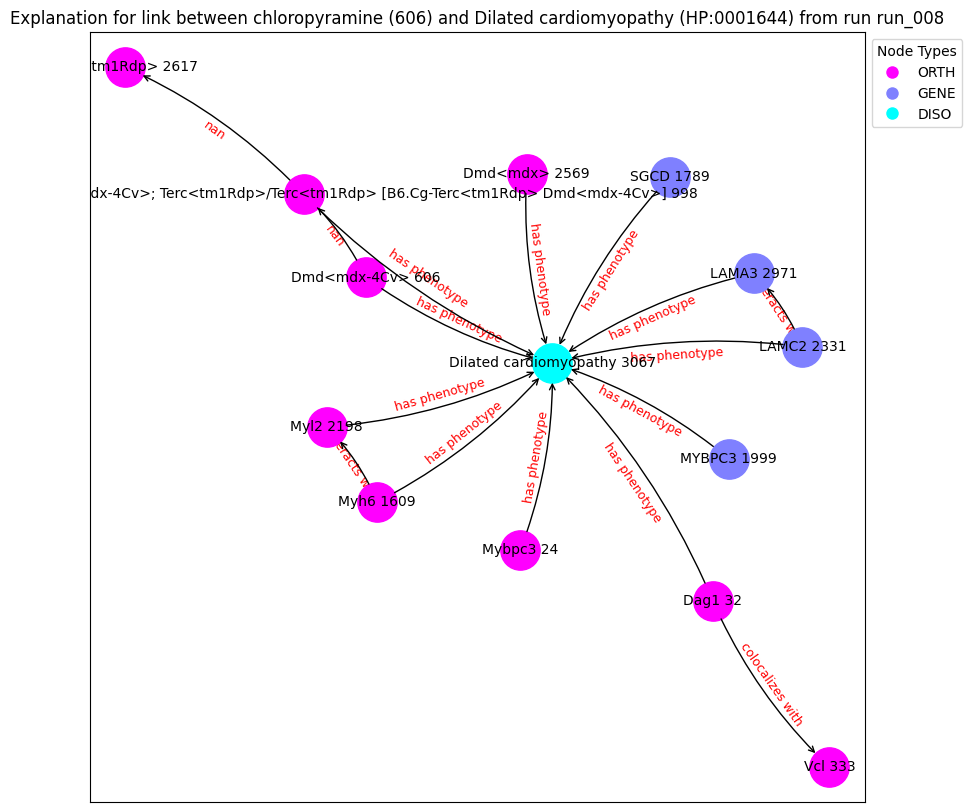 Explanation for link between chloropyramine (606) and Dilated cardiomyopathy (HP:0001644) from run run_008
Node Types
ORTH
GENE
DISO
tm1Rdp> 2617
nan
Dmd<mdx> 2569
SGCD 1789
dx-4Cv>; Terc<tm1Rdp>/Terc<tm1Rdp> [B6.Cg-Terc<tm1Rdp> Dmd<mdx-4Cv>] 998
nan
has phenotype
has phenotype
has phenotype
Dmd<mdx-4Cv> 606
LAMA3 2971
has phenotype
has phenotype
eracts w
LAMC2 2331
has phenotype
Dilated cardiomyopathy 3067
has phenotype
has phenotype
Myl2 2198
has phenotype
eracts w
MYBPC3 1999
has phenotype
has phenotype
Myh6 1609
Mybpc3 24
Dag1 32
colocalizes with
Vcl 333